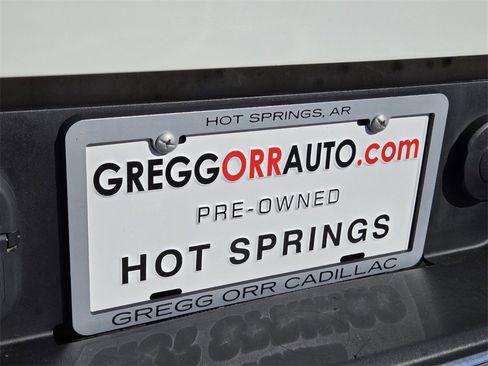 HOT SPRINGS, AR
GREGGORRAUTO.com
PRE-OWNED
HOT SPRINGS
GREGG ORR CADILLAC